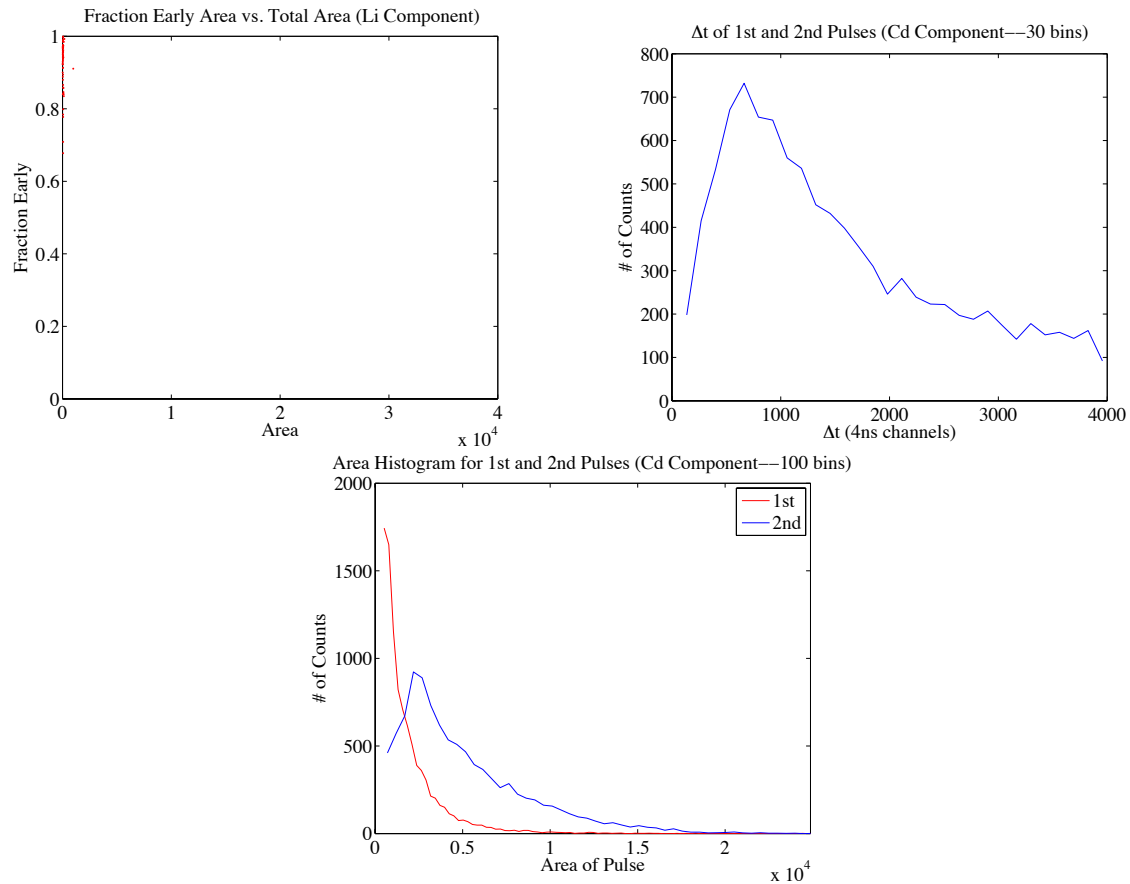 Fraction Early Area vs. Total Area (Li Component)
1
0.8
0.6
0.4
0.2
0
Fraction Early
0 1 2 3 4
Area
x 10^4
Δt of 1st and 2nd Pulses (Cd Component−−30 bins)
800
700
600
500
400
300
200
100
0
# of Counts
0 1000 2000 3000 4000
Δt (4ns channels)
Area Histogram for 1st and 2nd Pulses (Cd Component−−100 bins)
2000
1500
1000
500
0
# of Counts
1st
2nd
0 0.5 1 1.5 2
Area of Pulse
x 10^4